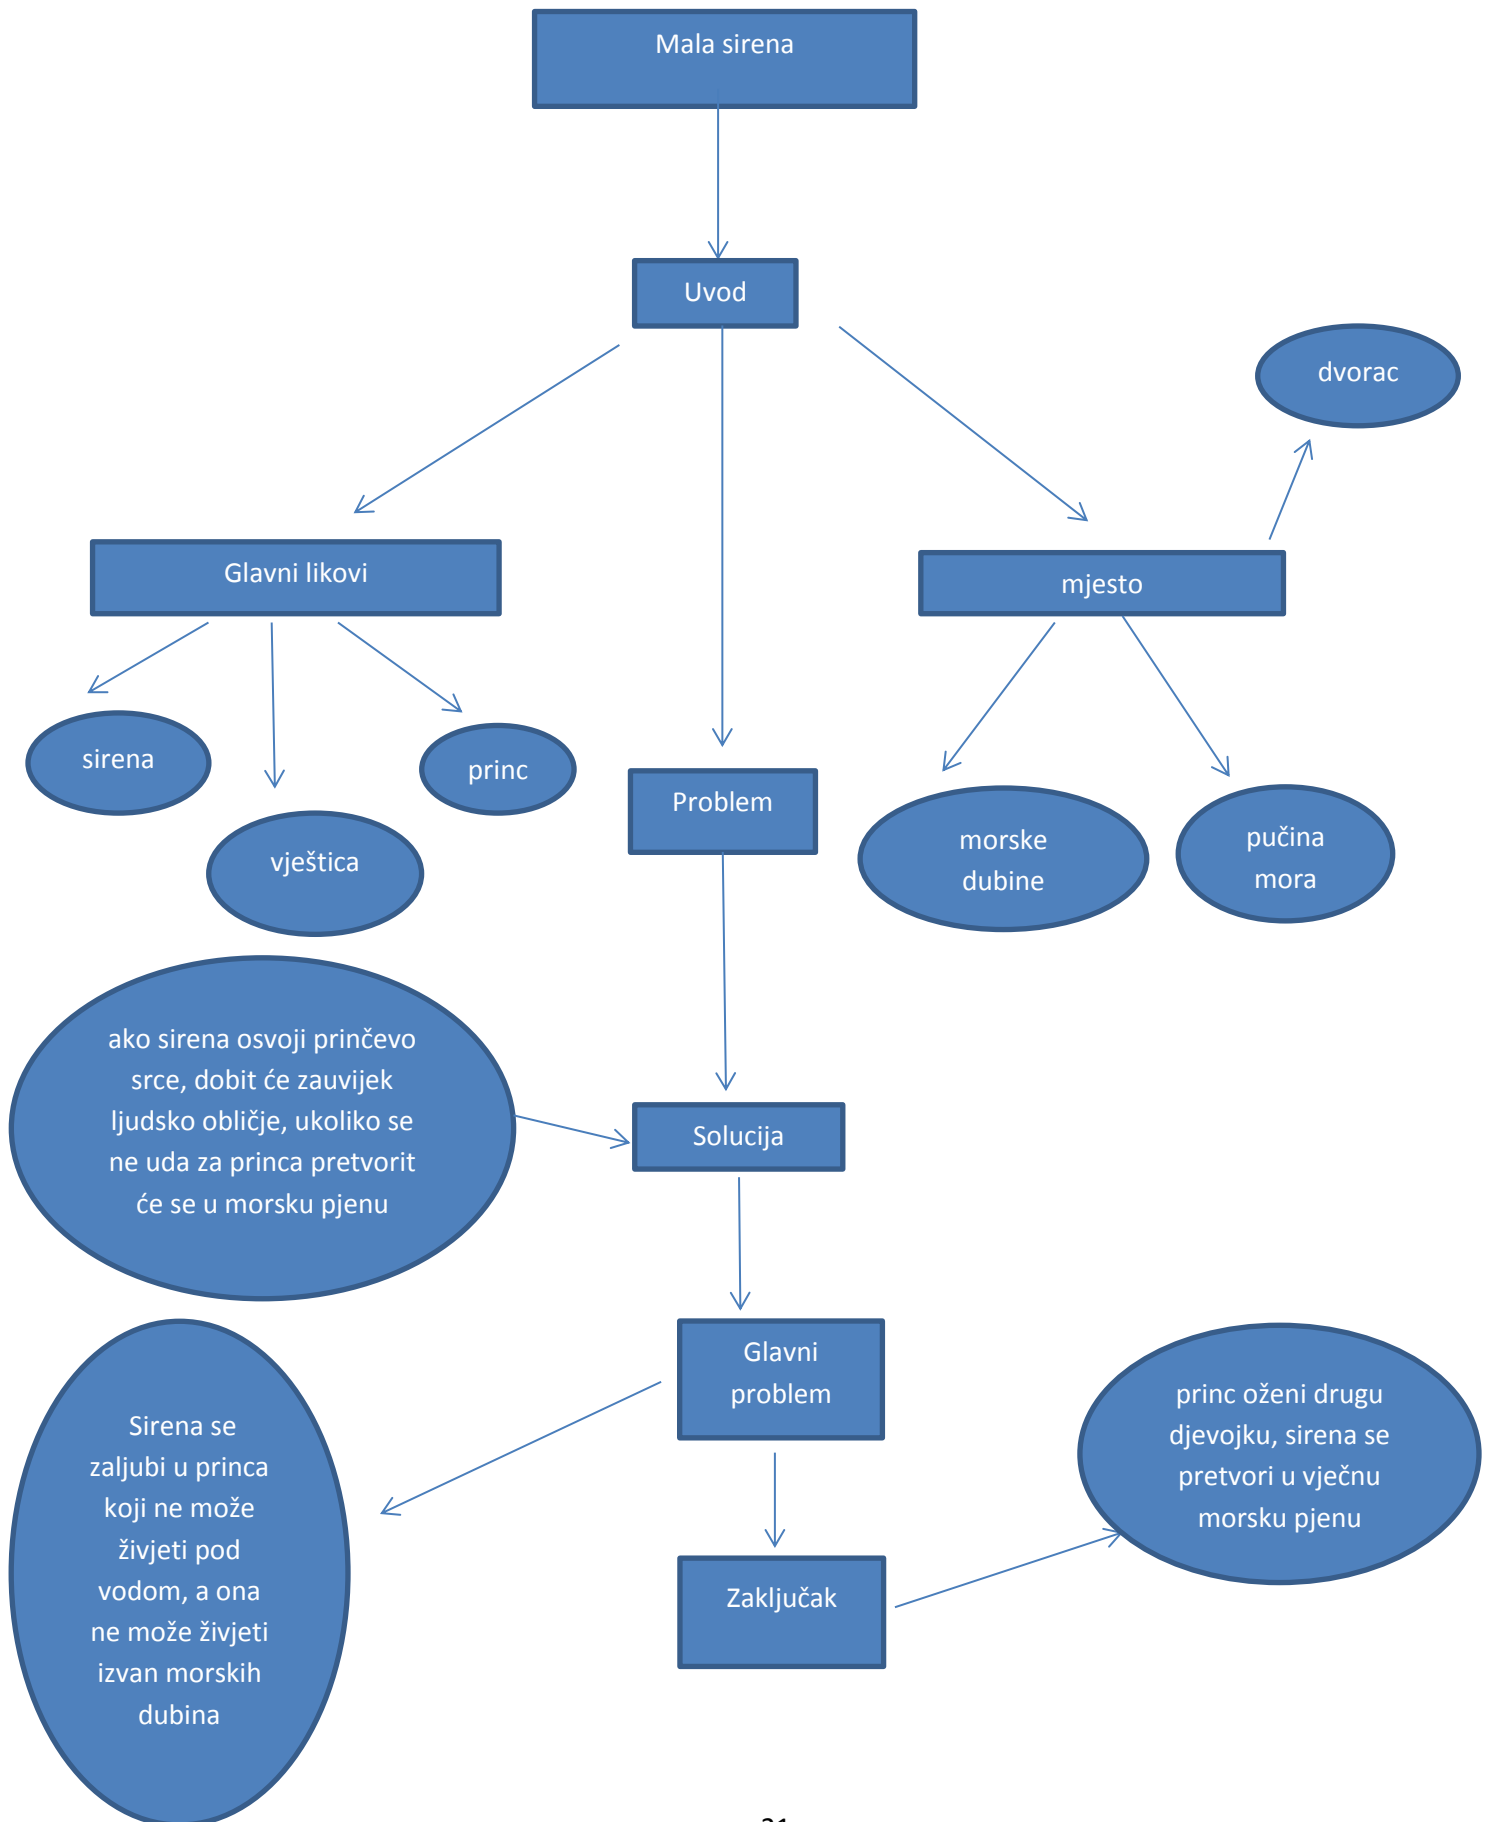 Mala sirena
Uvod
dvorac
Glavni likovi
mjesto
sirena
princ
vještica
Problem
morske
dubine
pučina
mora
ako sirena osvoji prinčevo
srce, dobit će zauvijek
ljudsko obličje, ukoliko se
ne uda za princa pretvorit
će se u morsku pjenu
Solucija
Glavni
problem
Sirena se
zaljubi u princa
koji ne može
živjeti pod
vodom, a ona
ne može živjeti
izvan morskih
dubina
princ oženi drugu
djevojku, sirena se
pretvori u vječnu
morsku pjenu
Zaključak